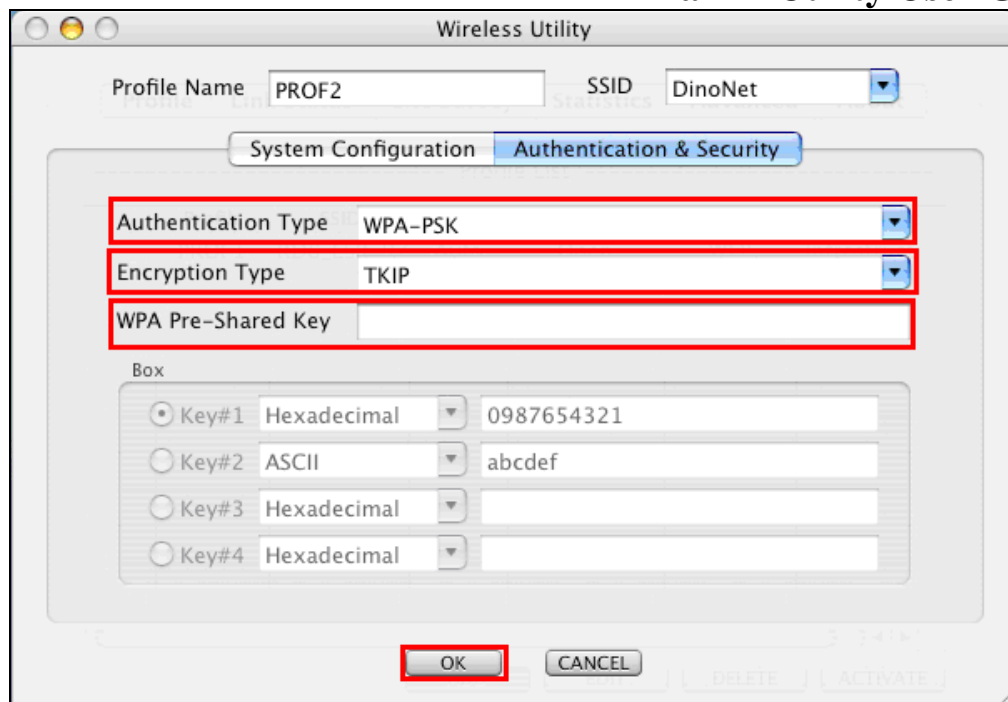 Wireless Utility
Profile Name PROF2 SSID DinoNet
System Configuration Authentication & Security
Authentication Type WPA-PSK
Encryption Type TKIP
WPA Pre-Shared Key
Box
Key#1 Hexadecimal 0987654321
Key#2 ASCII abcdef
Key#3 Hexadecimal
Key#4 Hexadecimal
OK CANCEL
DELETE ACTIVATE